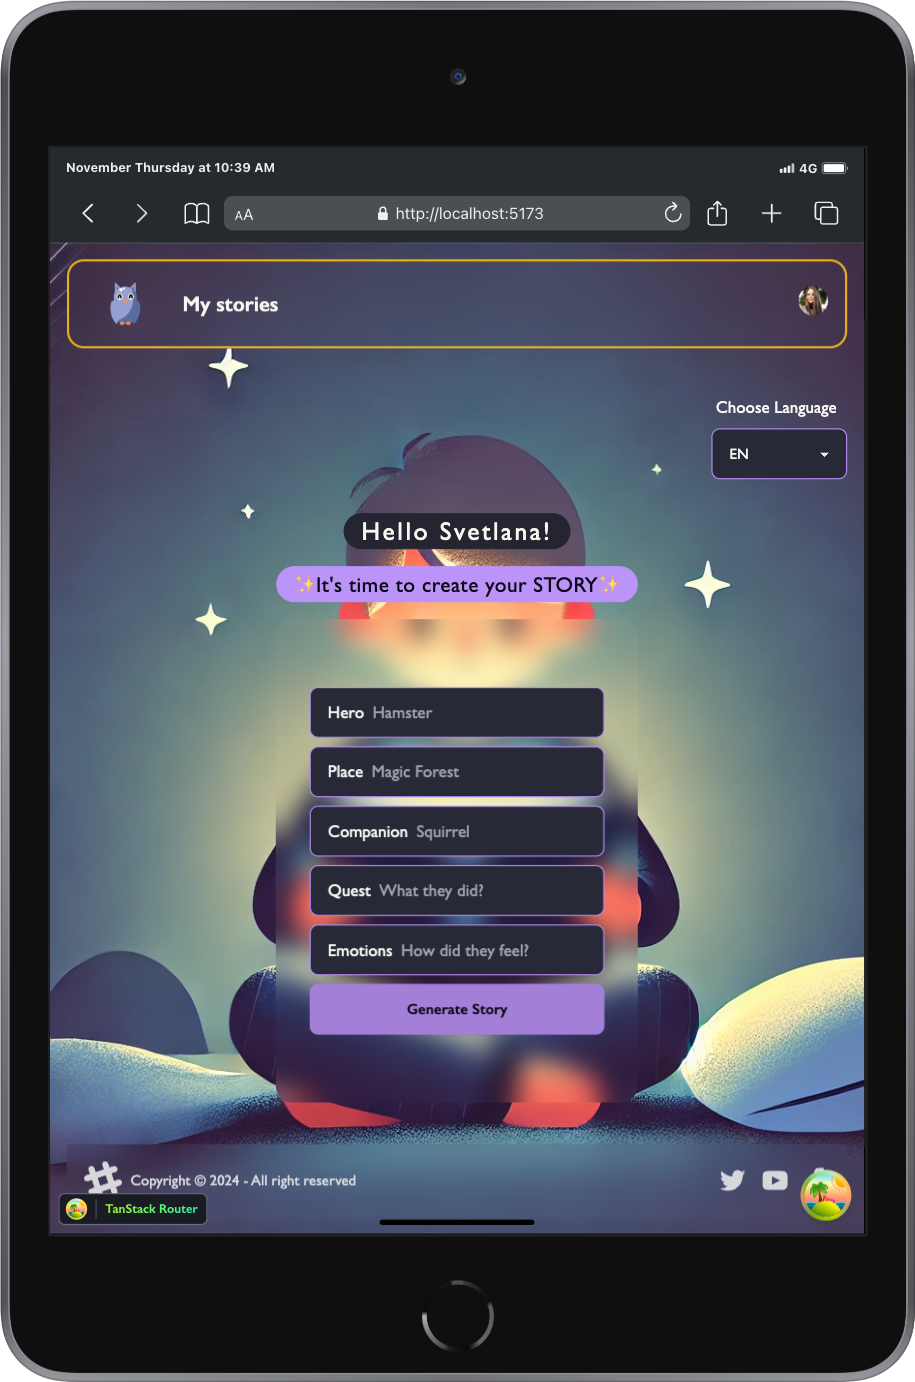 November Thursday at 10:39 AM
4G
AA
http://localhost:5173
My stories
Choose Language
EN
Hello Svetlana!
✨It's time to create your STORY✨
Hero Hamster
Place Magic Forest
Companion Squirrel
Quest What they did?
Emotions How did they feel?
Generate Story
Copyright © 2024 - All right reserved
TanStack Router